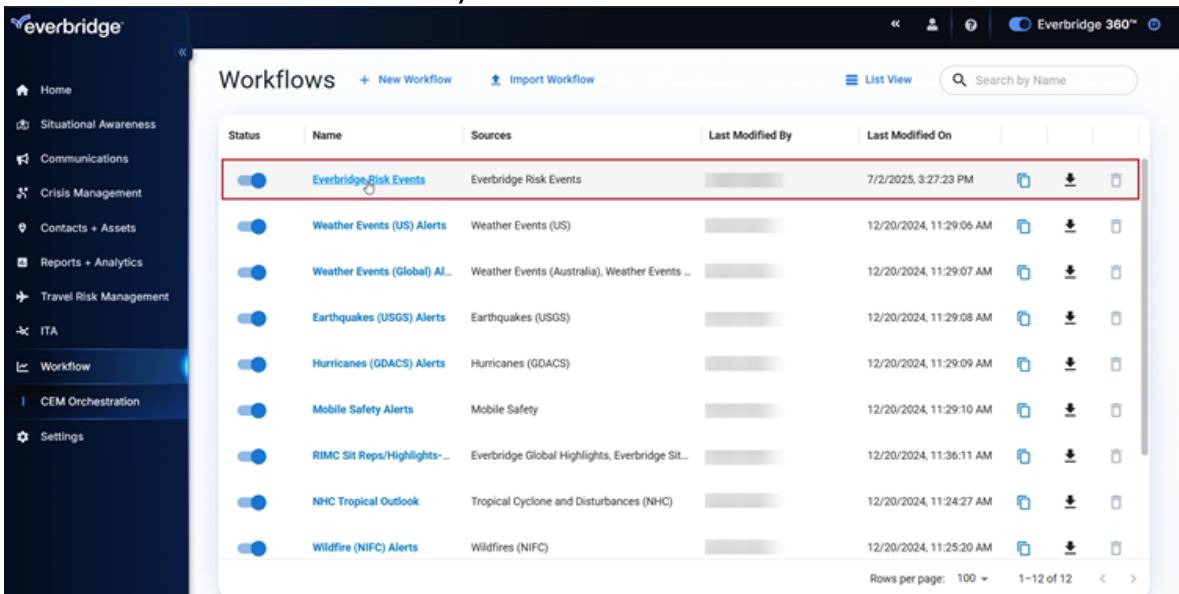 everbridge
Everbridge 360™
Home
Situational Awareness
Communications
Crisis Management
Contacts + Assets
Reports + Analytics
Travel Risk Management
ITA
Workflow
CEM Orchestration
Settings
Workflows + New Workflow Import Workflow List View Search by Name
Status Name Sources Last Modified By Last Modified On
Everbridge Risk Events Everbridge Risk Events 7/2/2025, 3:27:23 PM
Weather Events (US) Alerts Weather Events (US) 12/20/2024, 11:29:06 AM
Weather Events (Global) Al... Weather Events (Australia), Weather Events ... 12/20/2024, 11:29:07 AM
Earthquakes (USGS) Alerts Earthquakes (USGS) 12/20/2024, 11:29:08 AM
Hurricanes (GDACS) Alerts Hurricanes (GDACS) 12/20/2024, 11:29:09 AM
Mobile Safety Alerts Mobile Safety 12/20/2024, 11:29:10 AM
RIMC Sit Reps/Highlights-... Everbridge Global Highlights, Everbridge Sit... 12/20/2024, 11:36:11 AM
NHC Tropical Outlook Tropical Cyclone and Disturbances (NHC) 12/20/2024, 11:24:27 AM
Wildfire (NIFC) Alerts Wildfires (NIFC) 12/20/2024, 11:25:20 AM
Rows per page: 100 1–12 of 12